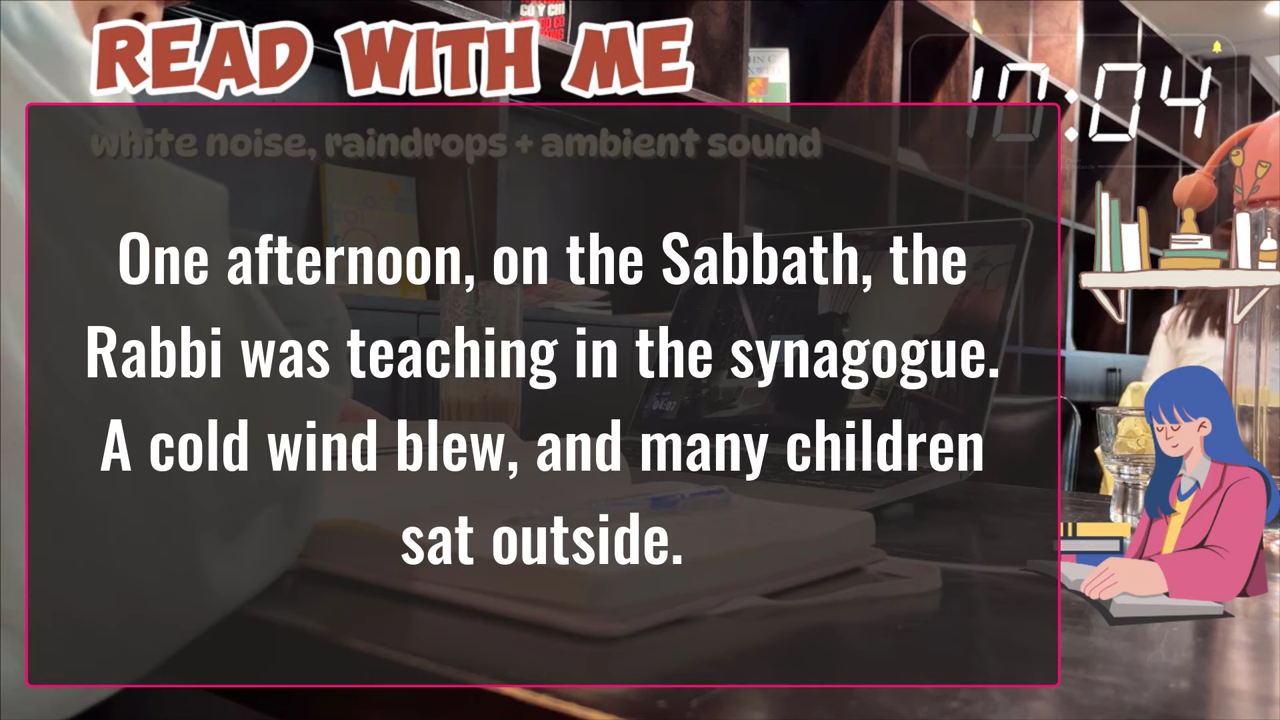 READ WITH ME
10:04
white noise, raindrops + ambient sound
One afternoon, on the Sabbath, the
Rabbi was teaching in the synagogue.
A cold wind blew, and many children
sat outside.